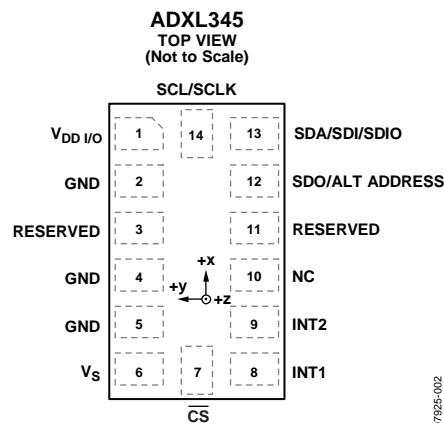 ADXL345
TOP VIEW
(Not to Scale)
SCL/SCLK
VDD I/O 1 14 13 SDA/SDI/SDIO
GND 2 12 SDO/ALT ADDRESS
RESERVED 3 11 RESERVED
+x
GND 4 10 NC
+y +z
GND 5 9 INT2
VS 6 7 8 INT1
CS
7925-002